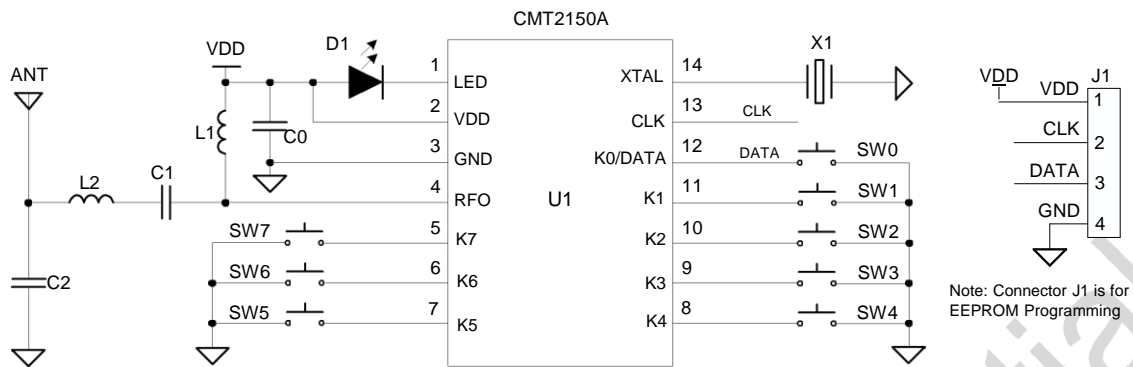 CMT2150A
VDD
D1
X1
ANT
1
LED
XTAL
14
J1
VDD
VDD
1
2
VDD
CLK
13
CLK
L1
C0
CLK
2
3
GND
K0/DATA
12
DATA
SW0
DATA
3
L2
C1
4
RFO
U1
K1
11
SW1
GND
4
SW7
5
K7
K2
10
SW2
C2
SW6
6
K6
K3
9
SW3
Note: Connector J1 is for
EEPROM Programming
SW5
7
K5
K4
8
SW4